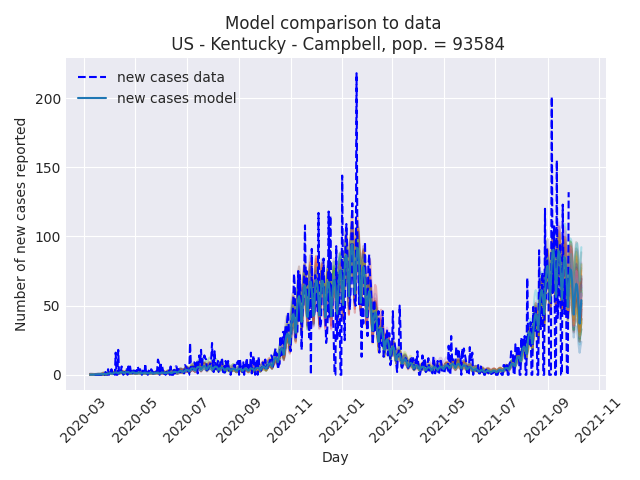 Model comparison to data
US - Kentucky - Campbell, pop. = 93584
new cases data
new cases model
Number of new cases reported
200
150
100
50
0
2020-03
2020-05
2020-07
2020-09
2020-11
2021-01
2021-03
2021-05
2021-07
2021-09
2021-11
Day